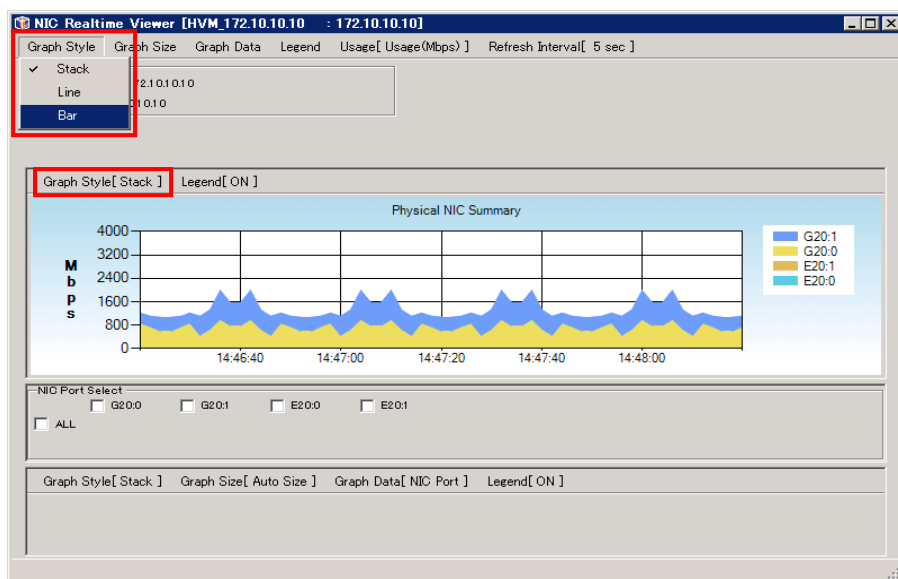 NIC Realtime Viewer [HVM_172.10.10.10 : 172.10.10.10]
Graph Style Graph Size Graph Data Legend Usage[ Usage(Mbps) ] Refresh Interval[ 5 sec ]
Stack
Line
Bar
Graph Style[ Stack ] Legend[ ON ]
Physical NIC Summary
Mbps
4000
3200
2400
1600
800
0
14:46:40 14:47:00 14:47:20 14:47:40 14:48:00
G20:1
G20:0
E20:1
E20:0
NIC Port Select
G20:0 G20:1 E20:0 E20:1
ALL
Graph Style[ Stack ] Graph Size[ Auto Size ] Graph Data[ NIC Port ] Legend[ ON ]